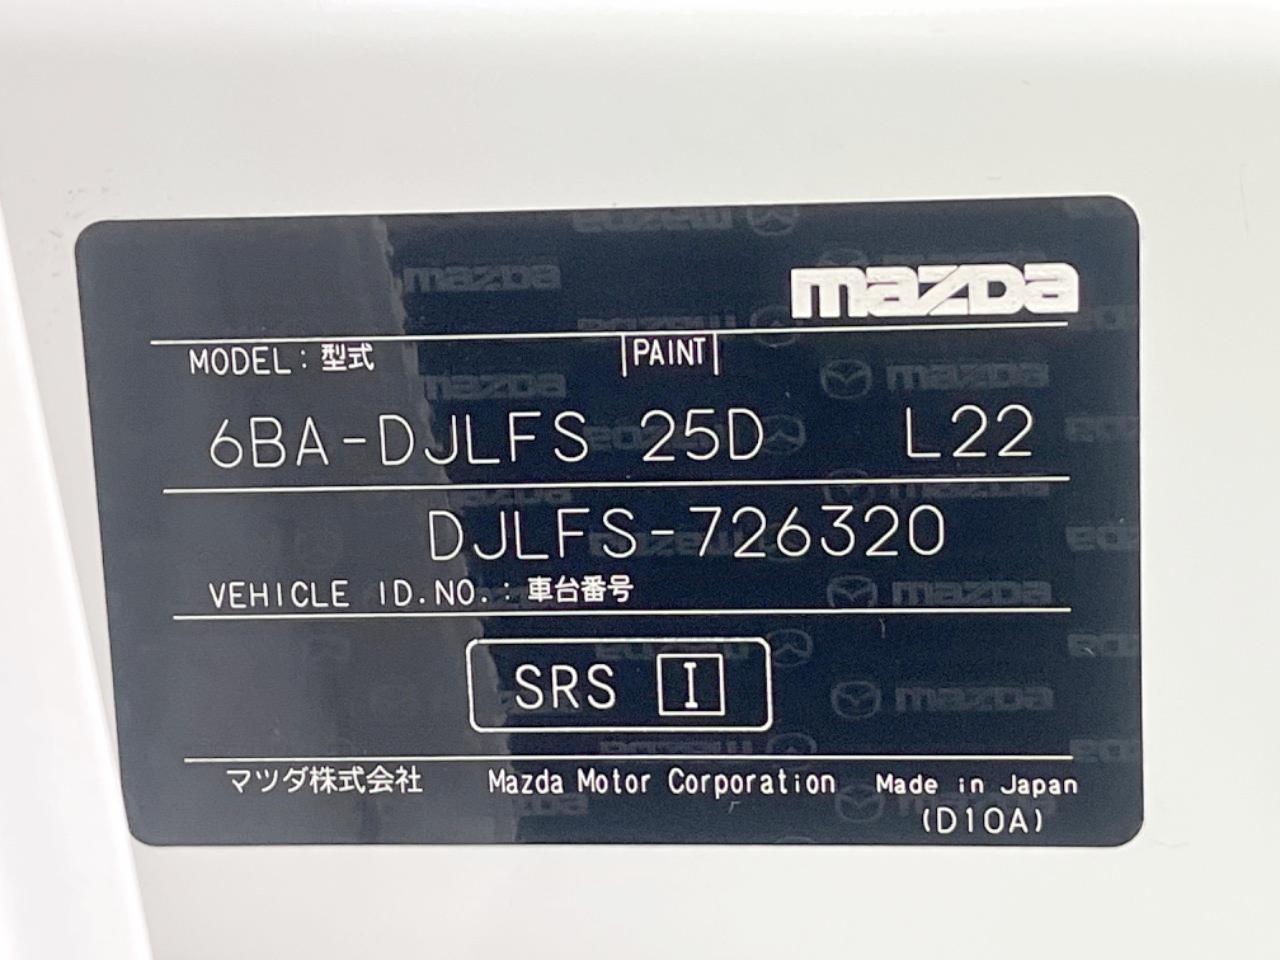 mazda
MODEL：型式 PAINT
6BA-DJLFS 25D L22
DJLFS-726320
VEHICLE ID.NO.：車台番号
SRS I
マツダ株式会社 Mazda Motor Corporation Made in Japan
(D10A)